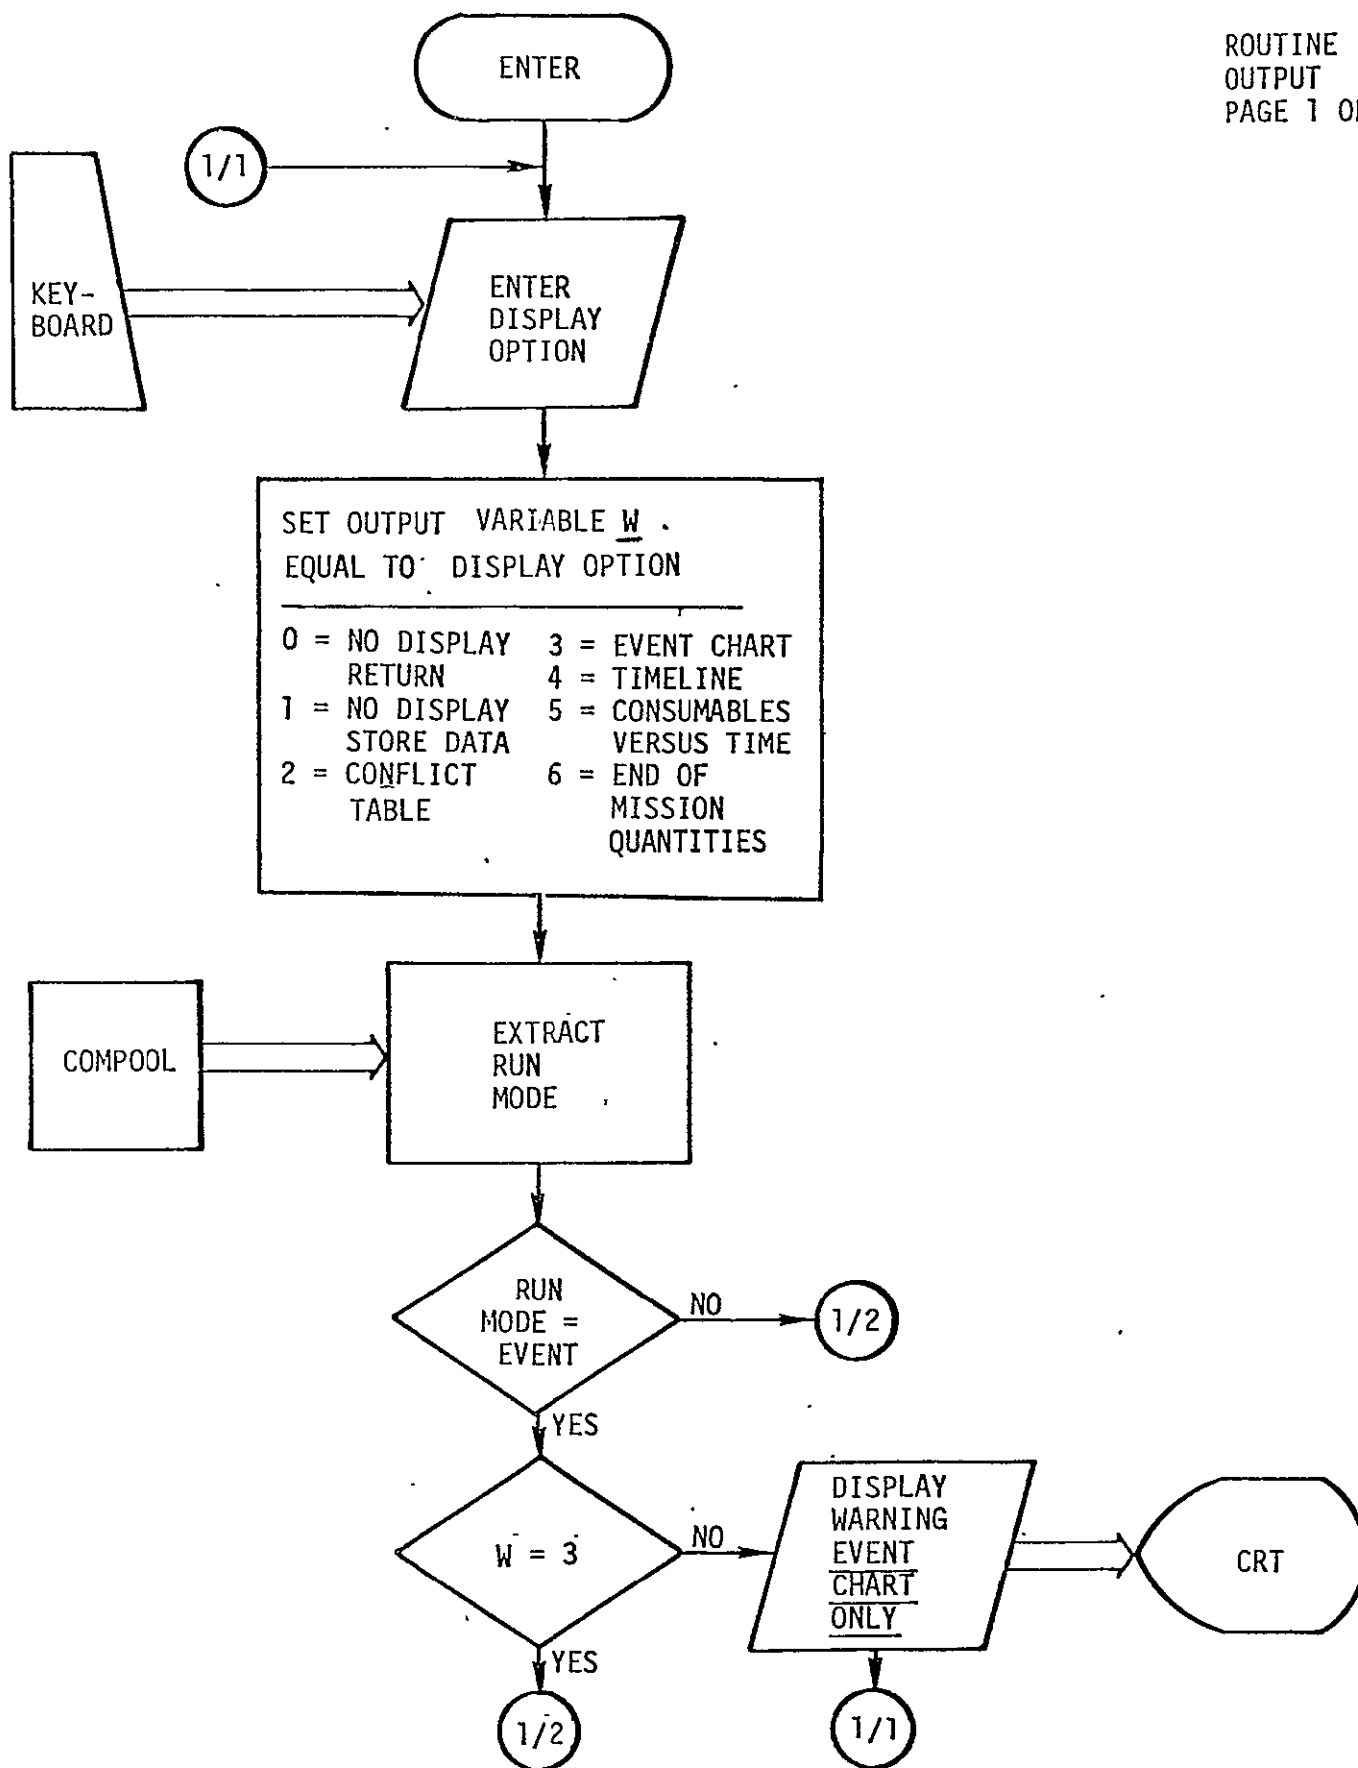 ROUTINE
OUTPUT
PAGE 1 O
ENTER
1/1
KEY-
BOARD
ENTER
DISPLAY
OPTION
SET OUTPUT VARIABLE W .
EQUAL TO DISPLAY OPTION
0 = NO DISPLAY
RETURN
1 = NO DISPLAY
STORE DATA
2 = CONFLICT
TABLE
3 = EVENT CHART
4 = TIMELINE
5 = CONSUMABLES
VERSUS TIME
6 = END OF
MISSION
QUANTITIES
COMPOOL
EXTRACT
RUN
MODE
RUN
MODE =
EVENT
NO
1/2
YES
W = 3
NO
DISPLAY
WARNING
EVENT
CHART
ONLY
CRT
YES
1/2
1/1